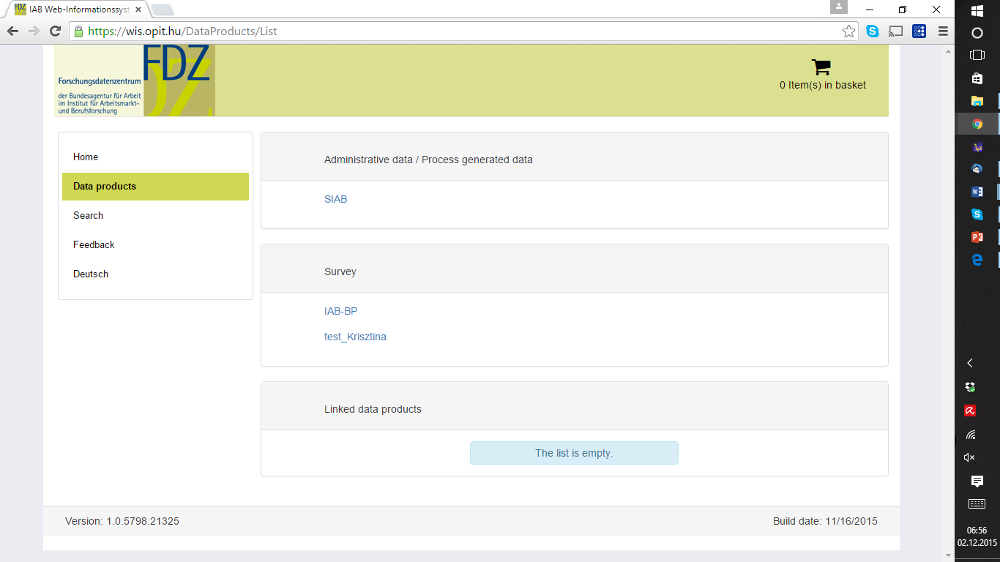 IAB Web-Informationssyst
https://wis.opit.hu/DataProducts/List
FDZ
Forschungsdatenzentrum
der Bundesagentur für Arbeit
im Institut für Arbeitsmarkt-
und Berufsforschung
0 Item(s) in basket
Home
Data products
Search
Feedback
Deutsch
Administrative data / Process generated data
SIAB
Survey
IAB-BP
test_Krisztina
Linked data products
The list is empty.
Version: 1.0.5798.21325
Build date: 11/16/2015
06:56
02.12.2015